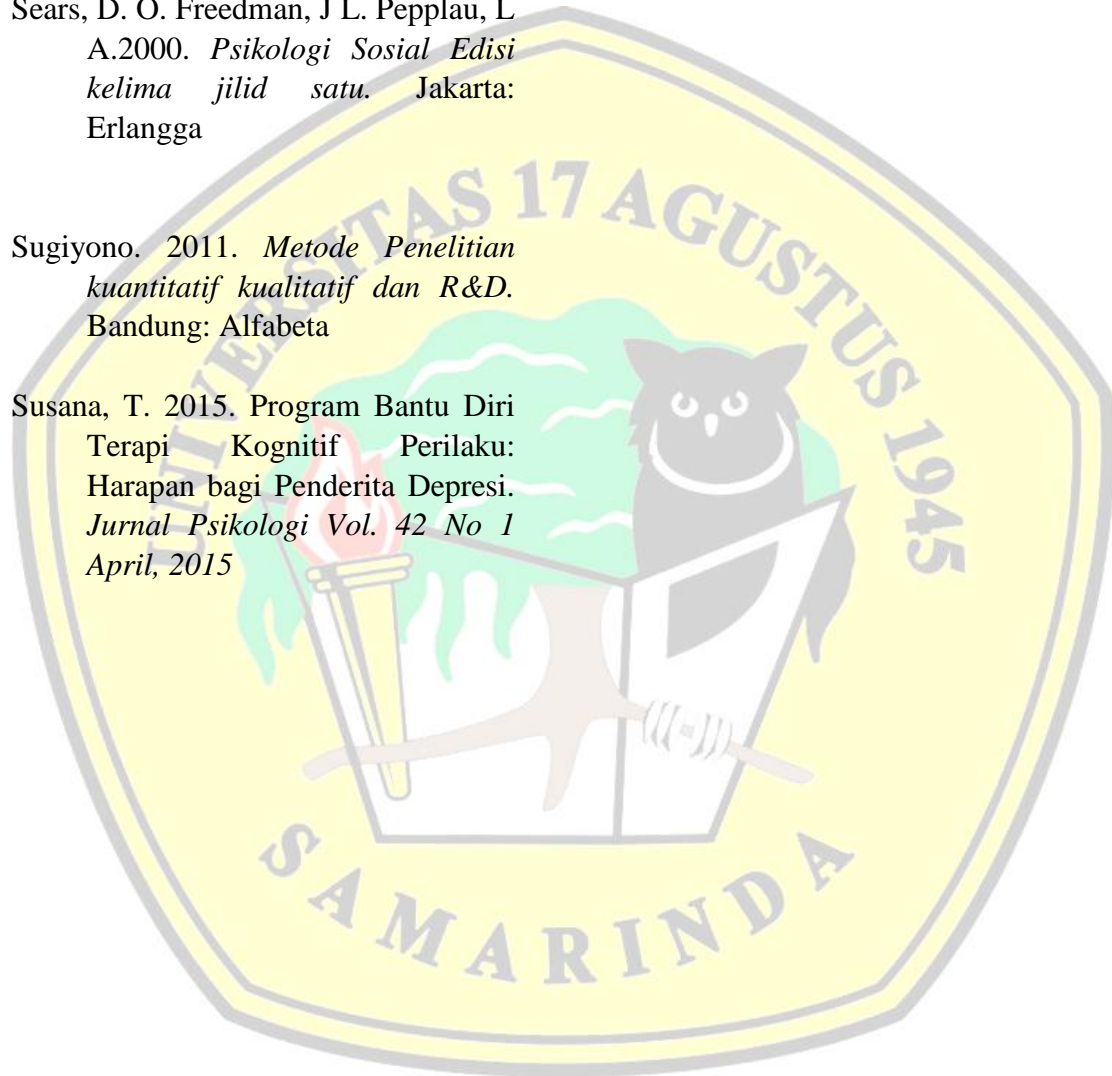 Sears, D. O. Freedman, J L. Pepplau, L
A.2000. Psikologi Sosial Edisi
kelima jilid satu. Jakarta:
Erlangga
Sugiyono. 2011. Metode Penelitian
kuantitatif kualitatif dan R&D.
Bandung: Alfabeta
Susana, T. 2015. Program Bantu Diri
Terapi Kognitif Perilaku:
Harapan bagi Penderita Depresi.
Jurnal Psikologi Vol. 42 No 1
April, 2015
UNIVERSITAS 17 AGUSTUS 1945
SAMARINDA